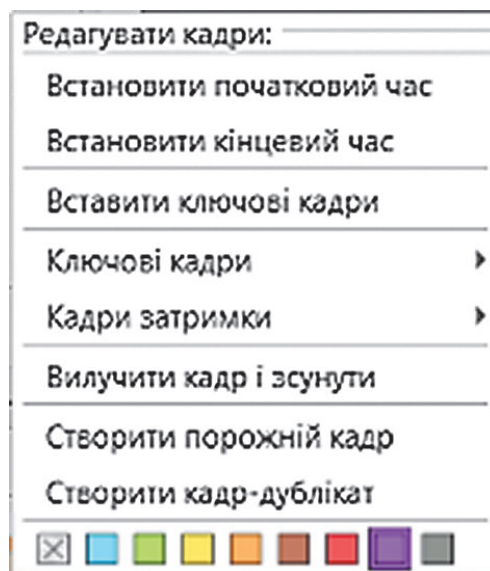 Редагувати кадри:
Встановити початковий час
Встановити кінцевий час
Вставити ключові кадри
Ключові кадри
Кадри затримки
Вилучити кадр і зсунути
Створити порожній кадр
Створити кадр-дублікат